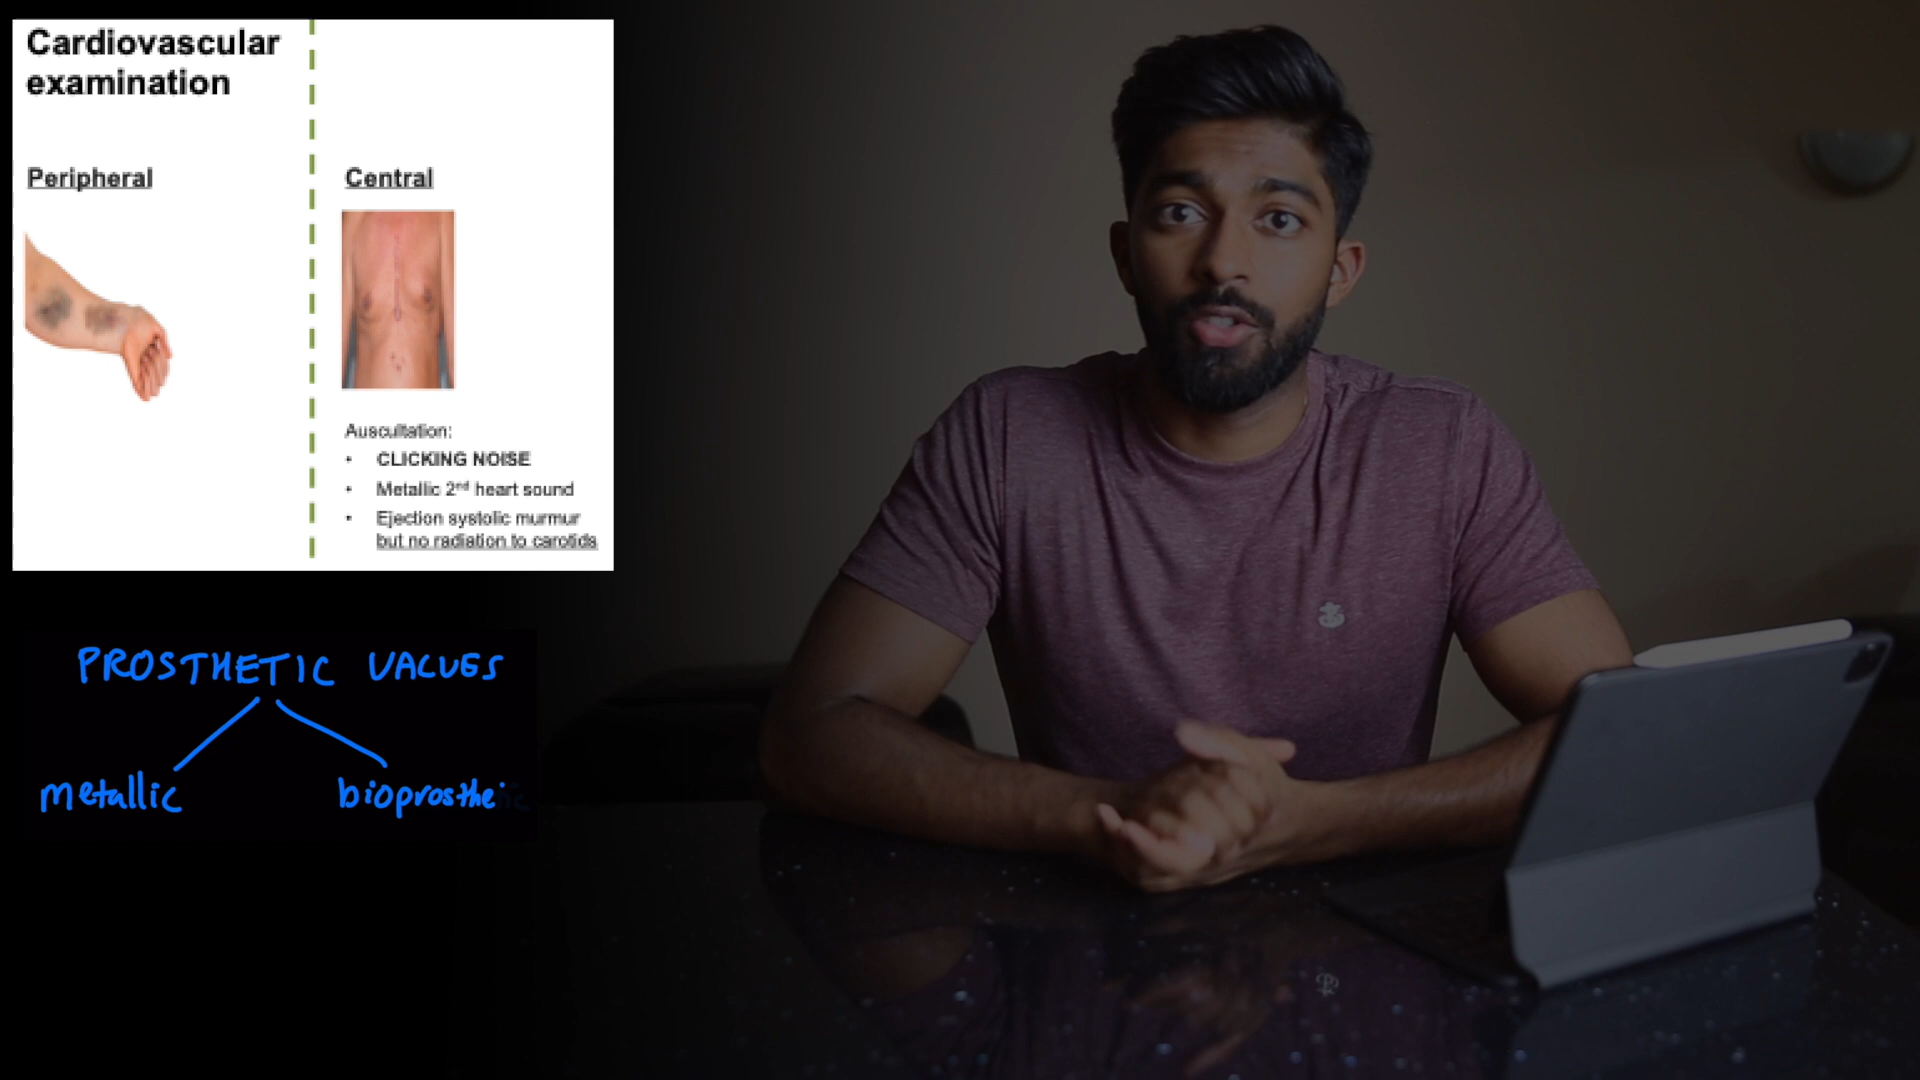 Cardiovascular
examination
Peripheral
Central
Auscultation:
• CLICKING NOISE
• Metallic 2nd heart sound
• Ejection systolic murmur
but no radiation to carotids
PROSTHETIC VALVES
metallic
bioprosthetic